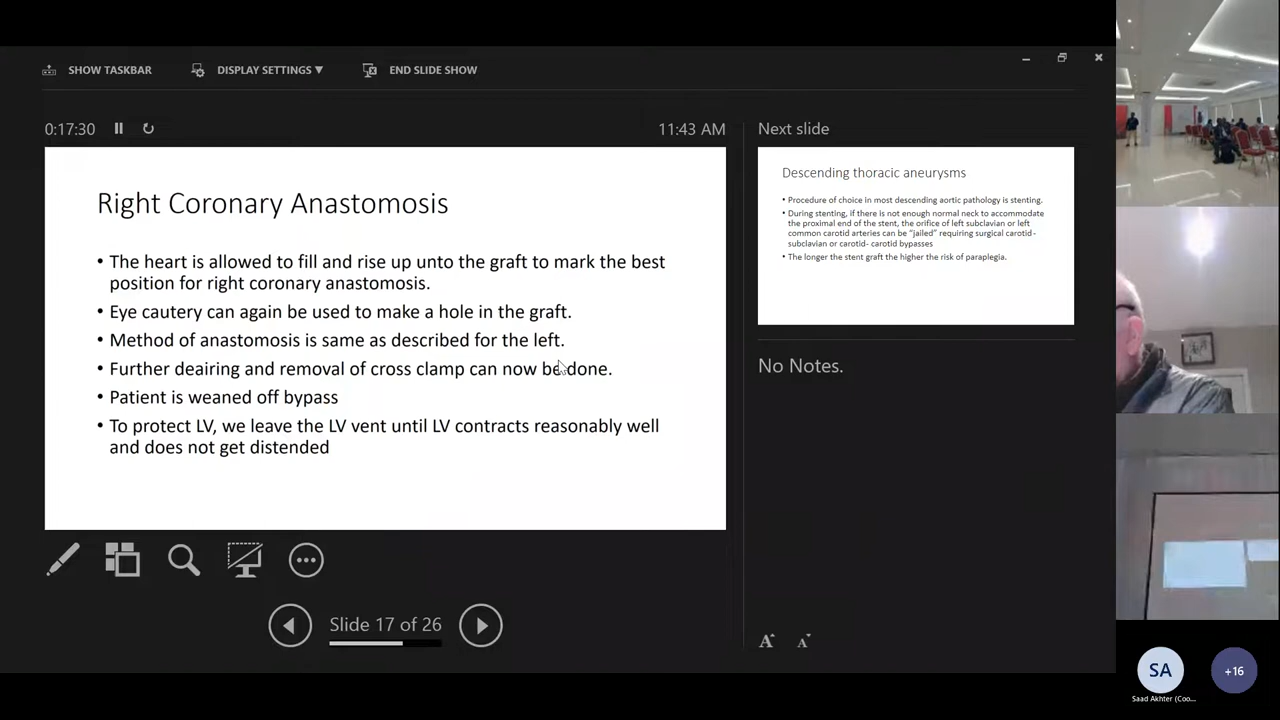 SHOW TASKBAR
DISPLAY SETTINGS ▼
END SLIDE SHOW
0:17:30
11:43 AM
Right Coronary Anastomosis
• The heart is allowed to fill and rise up unto the graft to mark the best
position for right coronary anastomosis.
• Eye cautery can again be used to make a hole in the graft.
• Method of anastomosis is same as described for the left.
• Further deairing and removal of cross clamp can now be done.
• Patient is weaned off bypass
• To protect LV, we leave the LV vent until LV contracts reasonably well
and does not get distended
Slide 17 of 26
Next slide
Descending thoracic aneurysms
• Procedure of choice in most descending aortic pathology is stenting.
• During stenting, if there is not enough normal neck to accommodate
the proximal end of the stent, the orifice of left subclavian or left
common carotid arteries can be “jailed” requiring surgical carotid-
subclavian or carotid- carotid bypasses
• The longer the stent graft the higher the risk of paraplegia.
No Notes.
A A
SA
+16
Saad Akhter (Coo...